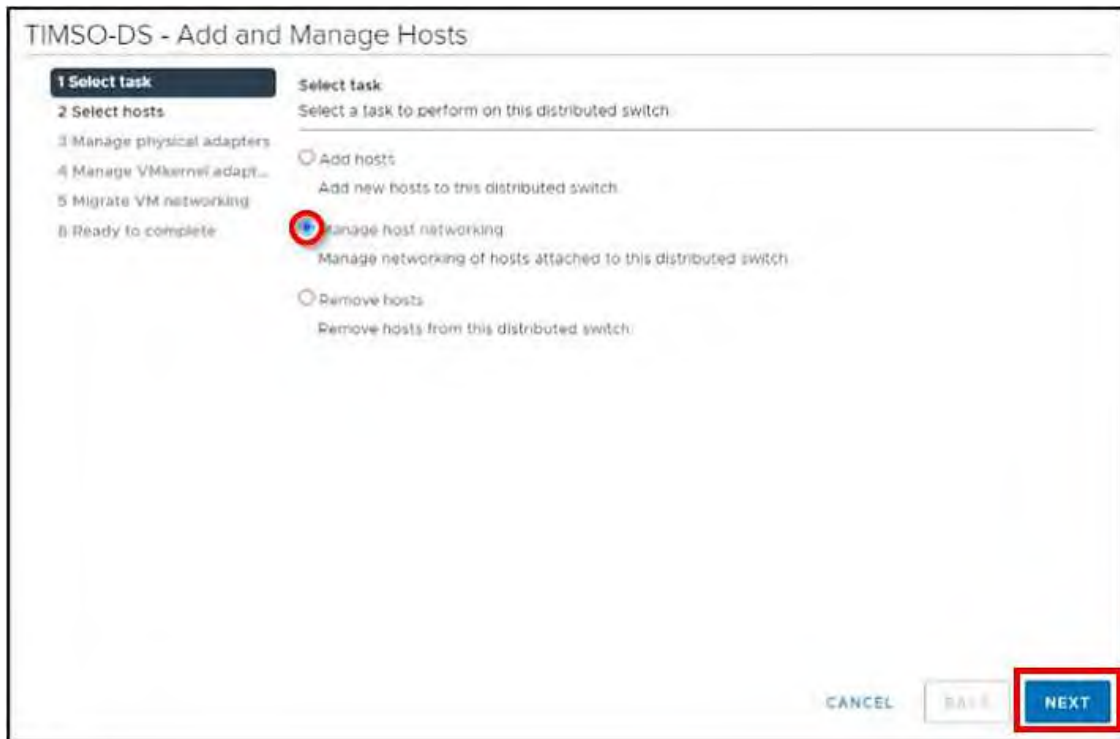 TIMSO-DS - Add and Manage Hosts
1 Select task
2 Select hosts
3 Manage physical adapters
4 Manage VMkernel adapt...
5 Migrate VM networking
6 Ready to complete
Select task
Select a task to perform on this distributed switch.
Add hosts
Add new hosts to this distributed switch.
Manage host networking
Manage networking of hosts attached to this distributed switch.
Remove hosts
Remove hosts from this distributed switch.
CANCEL
BACK
NEXT